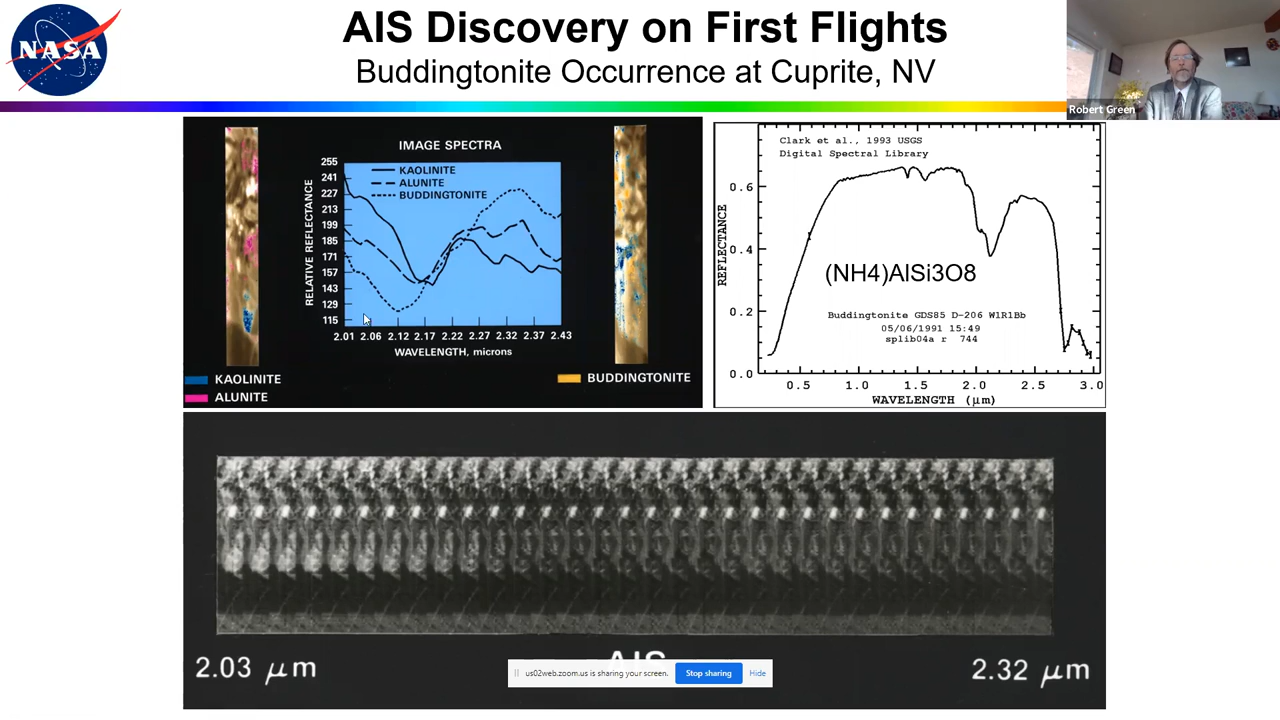 NASA
AIS Discovery on First Flights
Buddingtonite Occurrence at Cuprite, NV
Robert Green
IMAGE SPECTRA
KAOLINITE
ALUNITE
BUDDINGTONITE
RELATIVE REFLECTANCE
255
241
227
213
199
185
171
157
143
129
115
2.01 2.06 2.12 2.17 2.22 2.27 2.32 2.37 2.43
WAVELENGTH, microns
KAOLINITE
ALUNITE
BUDDINGTONITE
Clark et al., 1993 USGS
Digital Spectral Library
REFLECTANCE
0.6
0.4
0.2
0.0
(NH4)AlSi3O8
Buddingtonite GDS85 D-206 W1R1Bb
05/06/1991 15:49
splib04a r 744
0.5 1.0 1.5 2.0 2.5 3.0
WAVELENGTH (μm)
2.03 μm
AIS
2.32 μm
us02web.zoom.us is sharing your screen.
Stop sharing
Hide